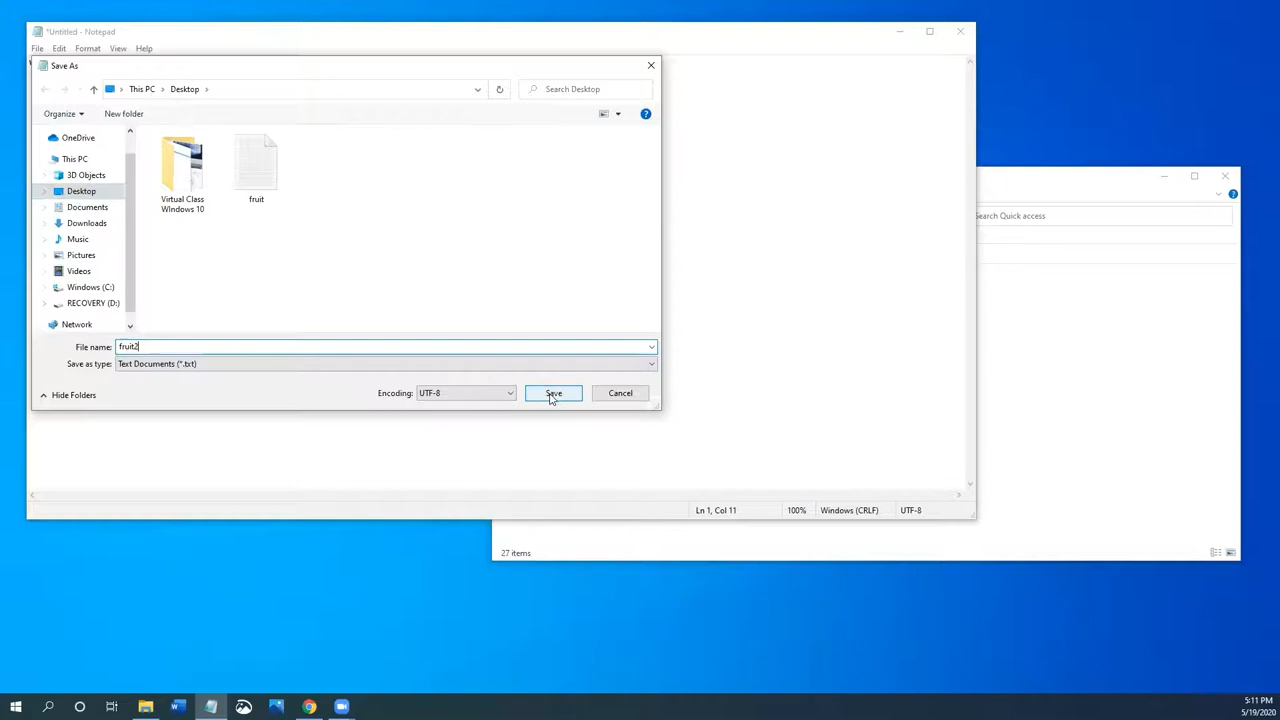 *Untitled - Notepad
File Edit Format View Help
Save As
This PC Desktop
Search Desktop
Organize New folder
OneDrive
This PC
3D Objects
Desktop
Documents
Downloads
Music
Pictures
Videos
Windows (C:)
RECOVERY (D:)
Network
Virtual Class
WIndows 10
fruit
File name: fruit2
Save as type: Text Documents (*.txt)
Hide Folders
Encoding: UTF-8 Save Cancel
Search Quick access
Ln 1, Col 11 100% Windows (CRLF) UTF-8
27 items
5:11 PM
5/19/2020